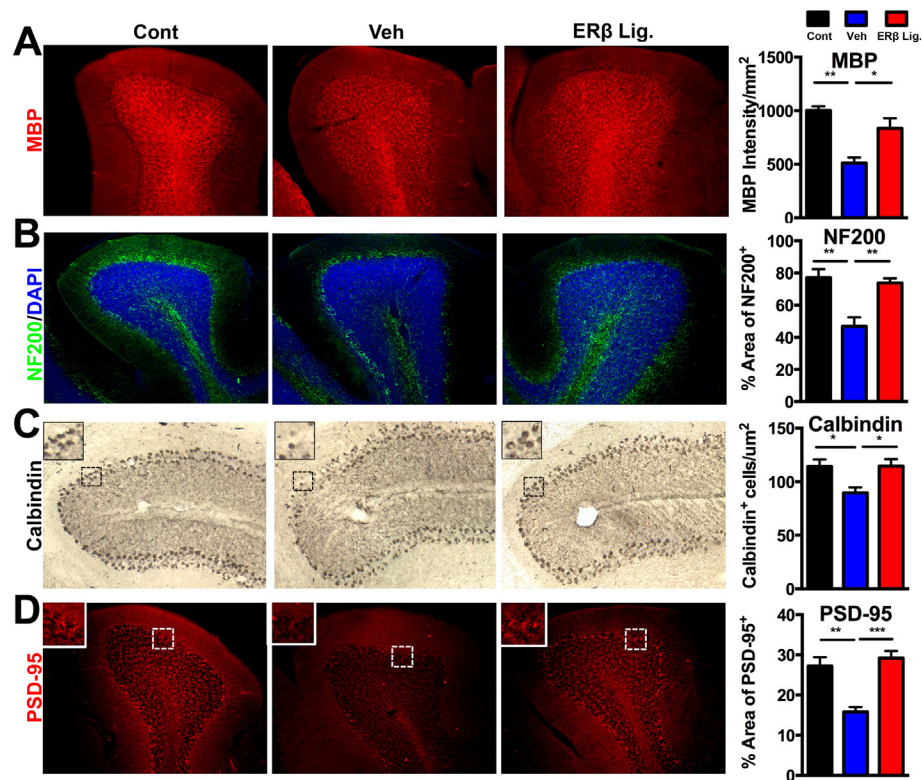 Cont Veh ERβ Lig.
Cont Veh ERβ Lig.
A
MBP
MBP
MBP Intensity/mm2
1500
1000
500
0
** *
B
NF200/DAPI
NF200
% Area of NF200+
100
80
60
40
20
0
** **
C
Calbindin
Calbindin
Calbindin+ cells/um2
150
100
50
0
* *
D
PSD-95
PSD-95
% Area of PSD-95+
40
30
20
10
0
** ***